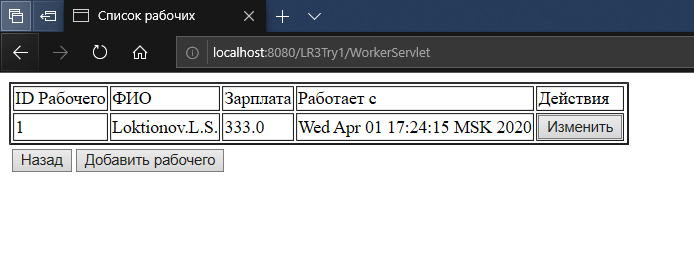 Список рабочих
localhost:8080/LR3Try1/WorkerServlet
ID Рабочего ФИО Зарплата Работает с Действия
1 Loktionov.L.S. 333.0 Wed Apr 01 17:24:15 MSK 2020 Изменить
Назад Добавить рабочего